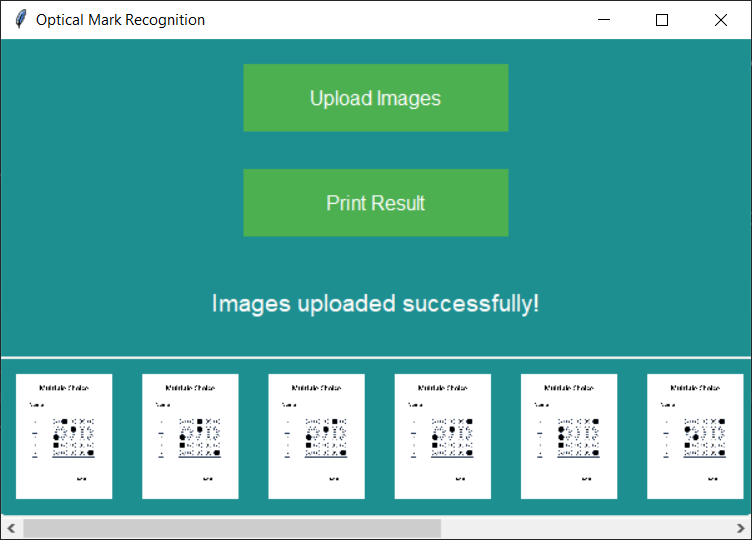 Optical Mark Recognition
Upload Images
Print Result
Images uploaded successfully!
Multiple Choice
Multiple Choice
Multiple Choice
Multiple Choice
Multiple Choice
Multiple Choice